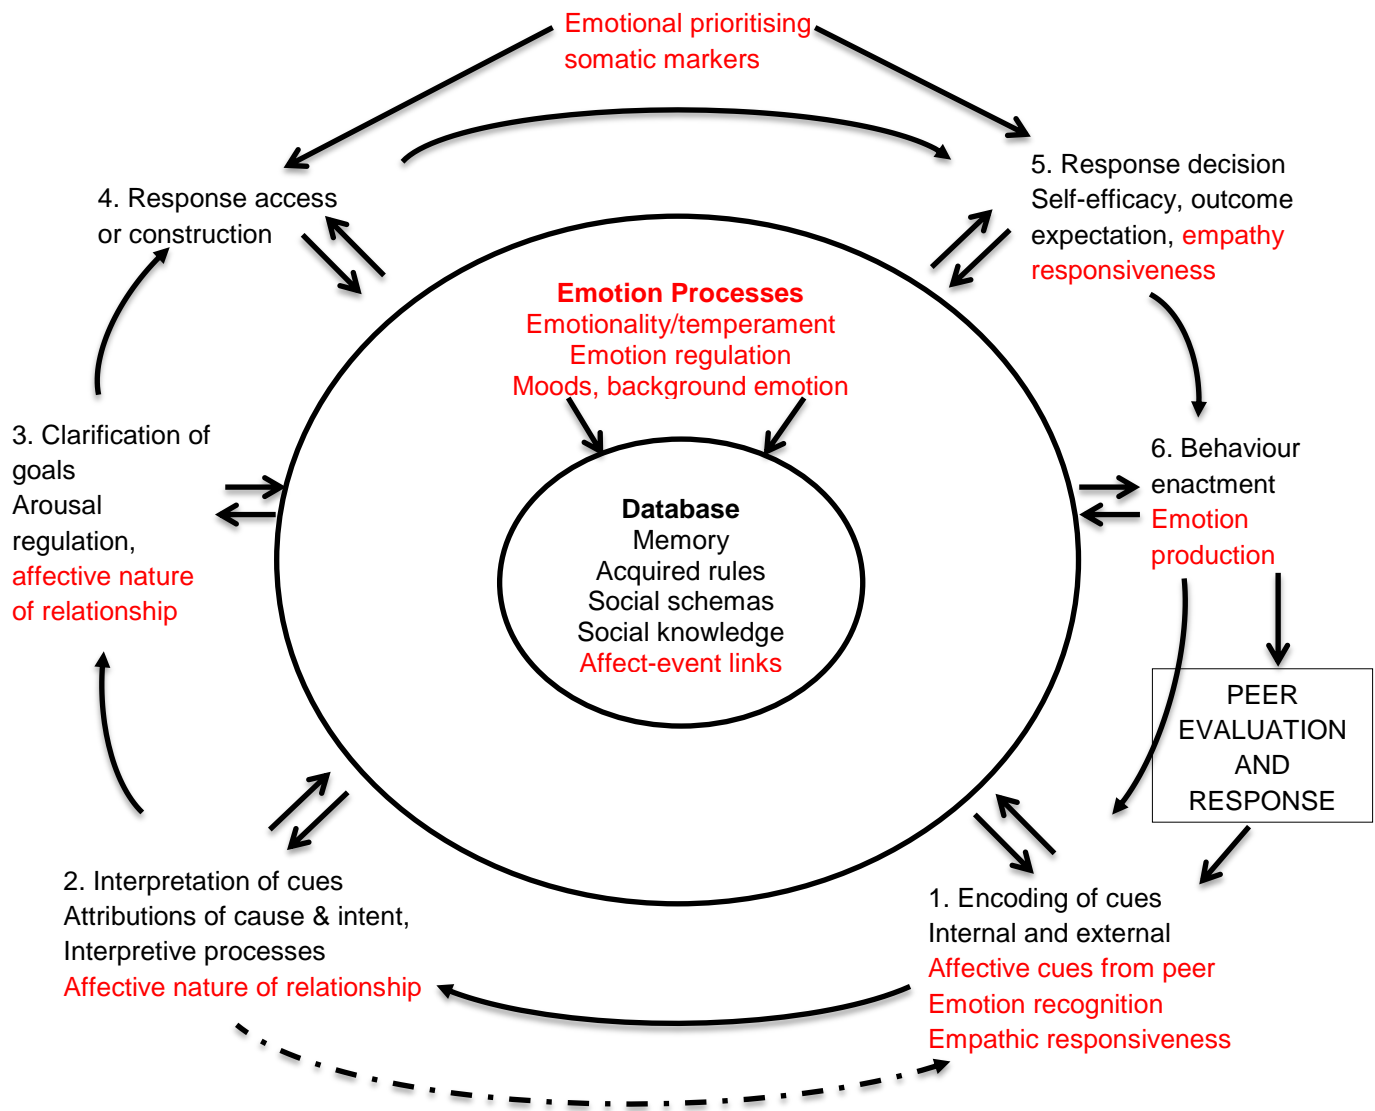 Emotional prioritising
somatic markers
4. Response access
or construction
5. Response decision
Self-efficacy, outcome
expectation, empathy
responsiveness
Emotion Processes
Emotionality/temperament
Emotion regulation
Moods, background emotion
3. Clarification of
goals
Arousal
regulation,
affective nature
of relationship
6. Behaviour
enactment
Emotion
production
Database
Memory
Acquired rules
Social schemas
Social knowledge
Affect-event links
PEER
EVALUATION
AND
RESPONSE
2. Interpretation of cues
Attributions of cause & intent,
Interpretive processes
Affective nature of relationship
1. Encoding of cues
Internal and external
Affective cues from peer
Emotion recognition
Empathic responsiveness